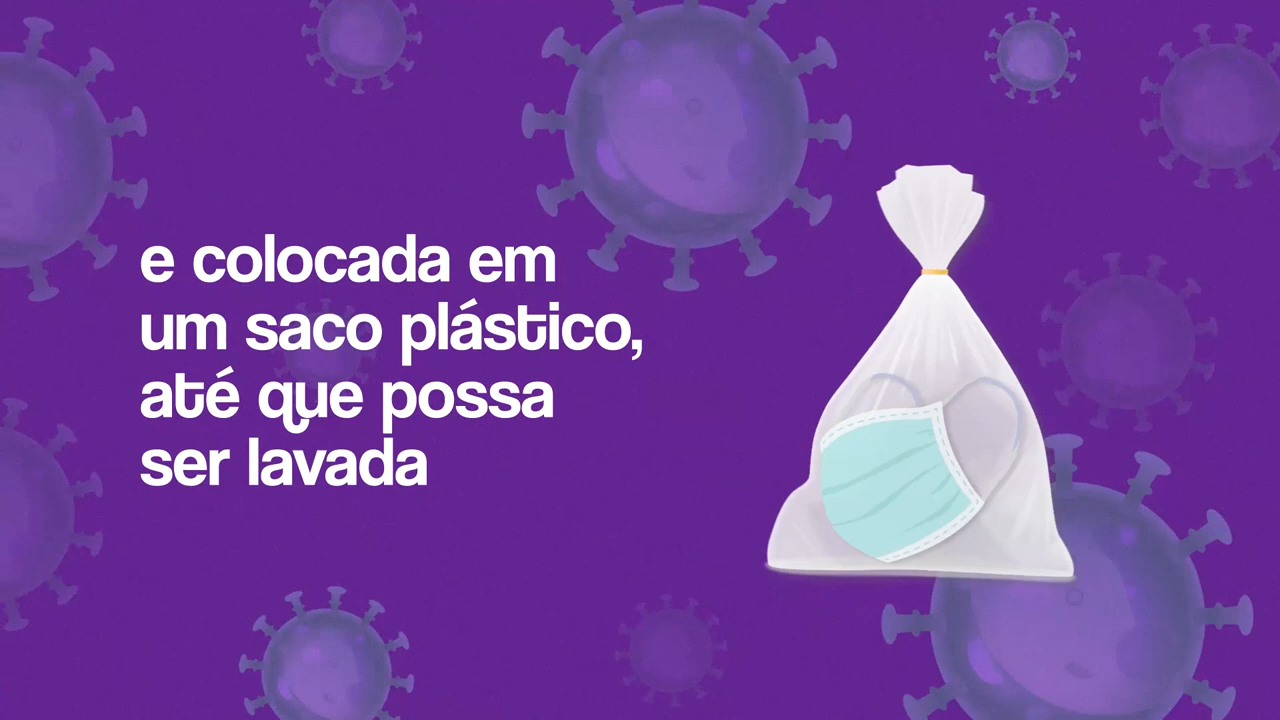 e colocada em
um saco plástico,
até que possa
ser lavada